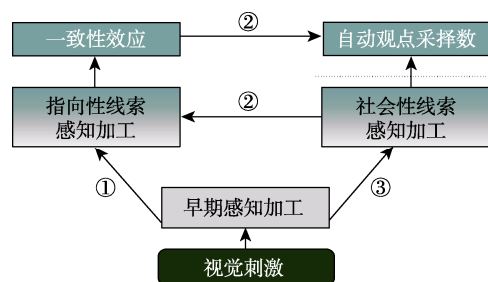 ②
一致性效应
自动观点采择数
指向性线索
感知加工
②
社会性线索
感知加工
①
③
早期感知加工
视觉刺激